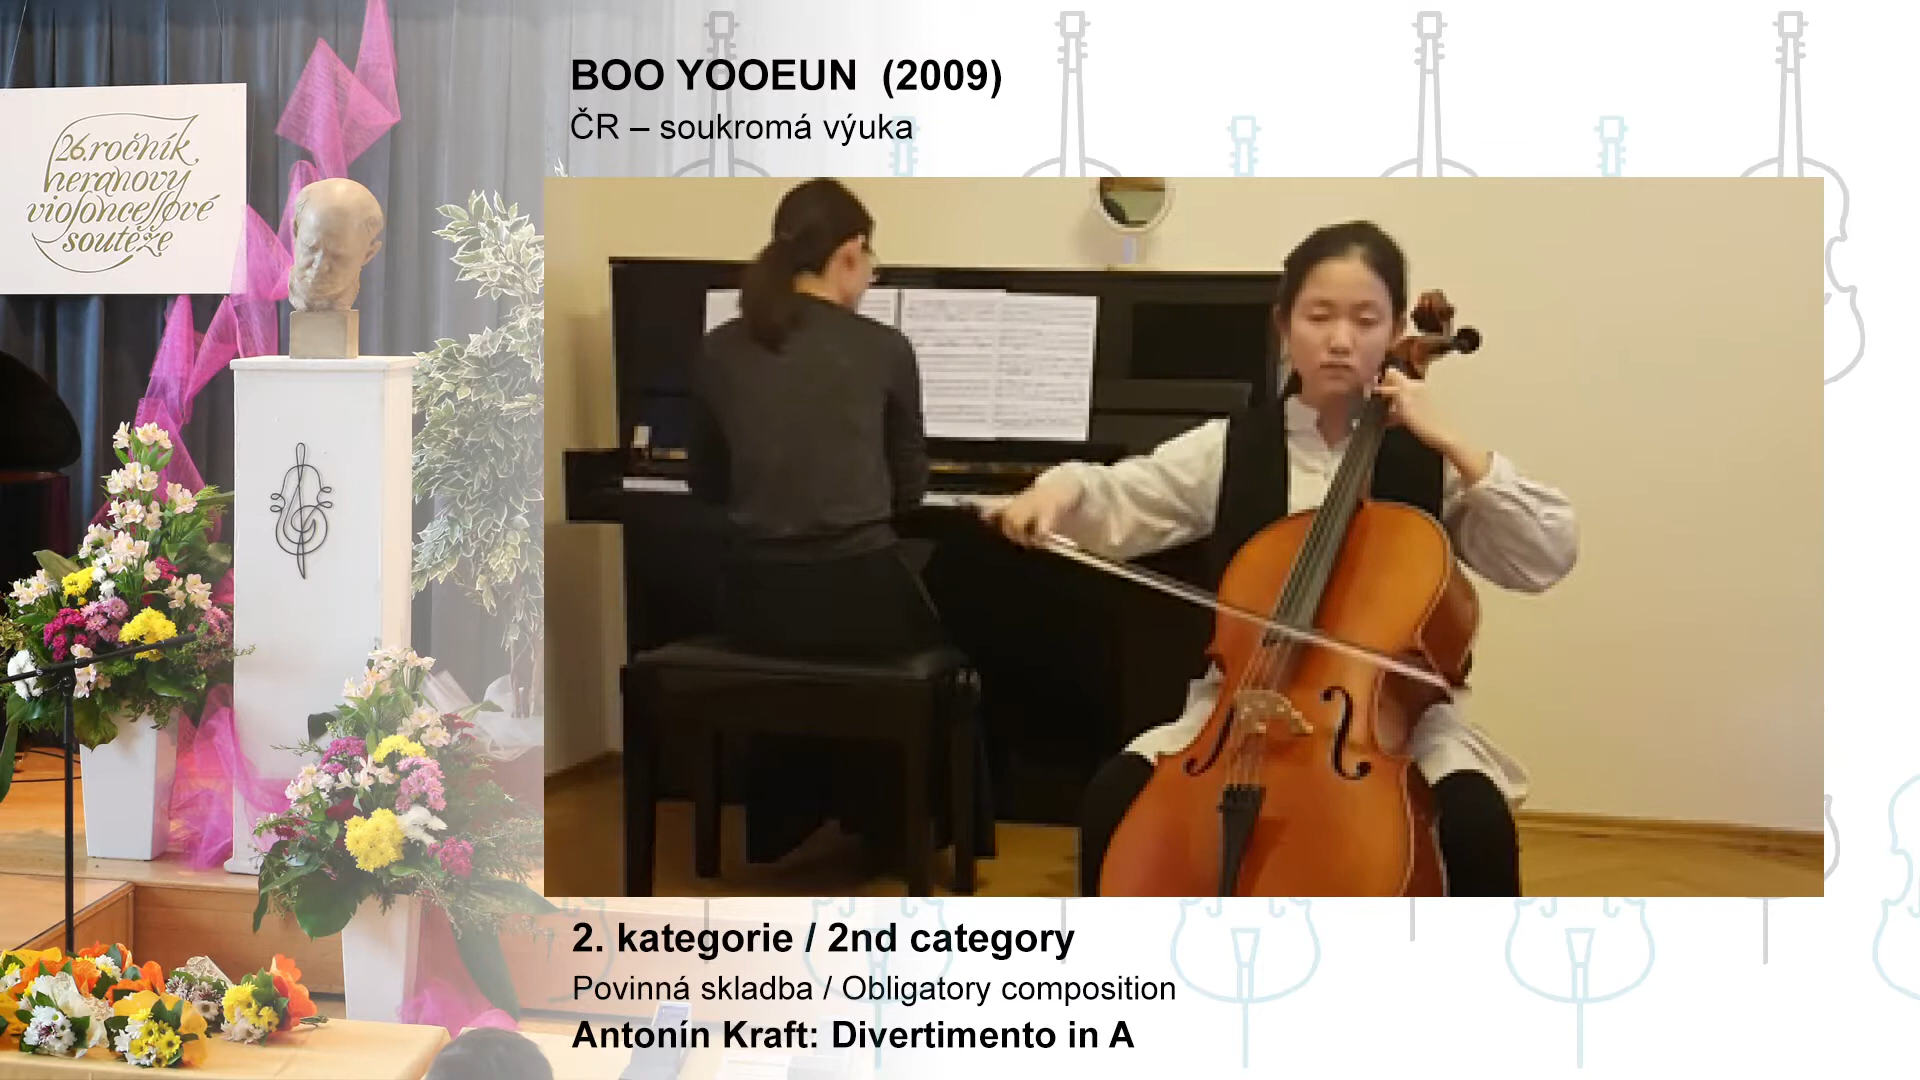 26. ročník
heranovy
violoncellové
soutěže
BOO YOOEUN (2009)
ČR – soukromá výuka
2. kategorie / 2nd category
Povinná skladba / Obligatory composition
Antonín Kraft: Divertimento in A